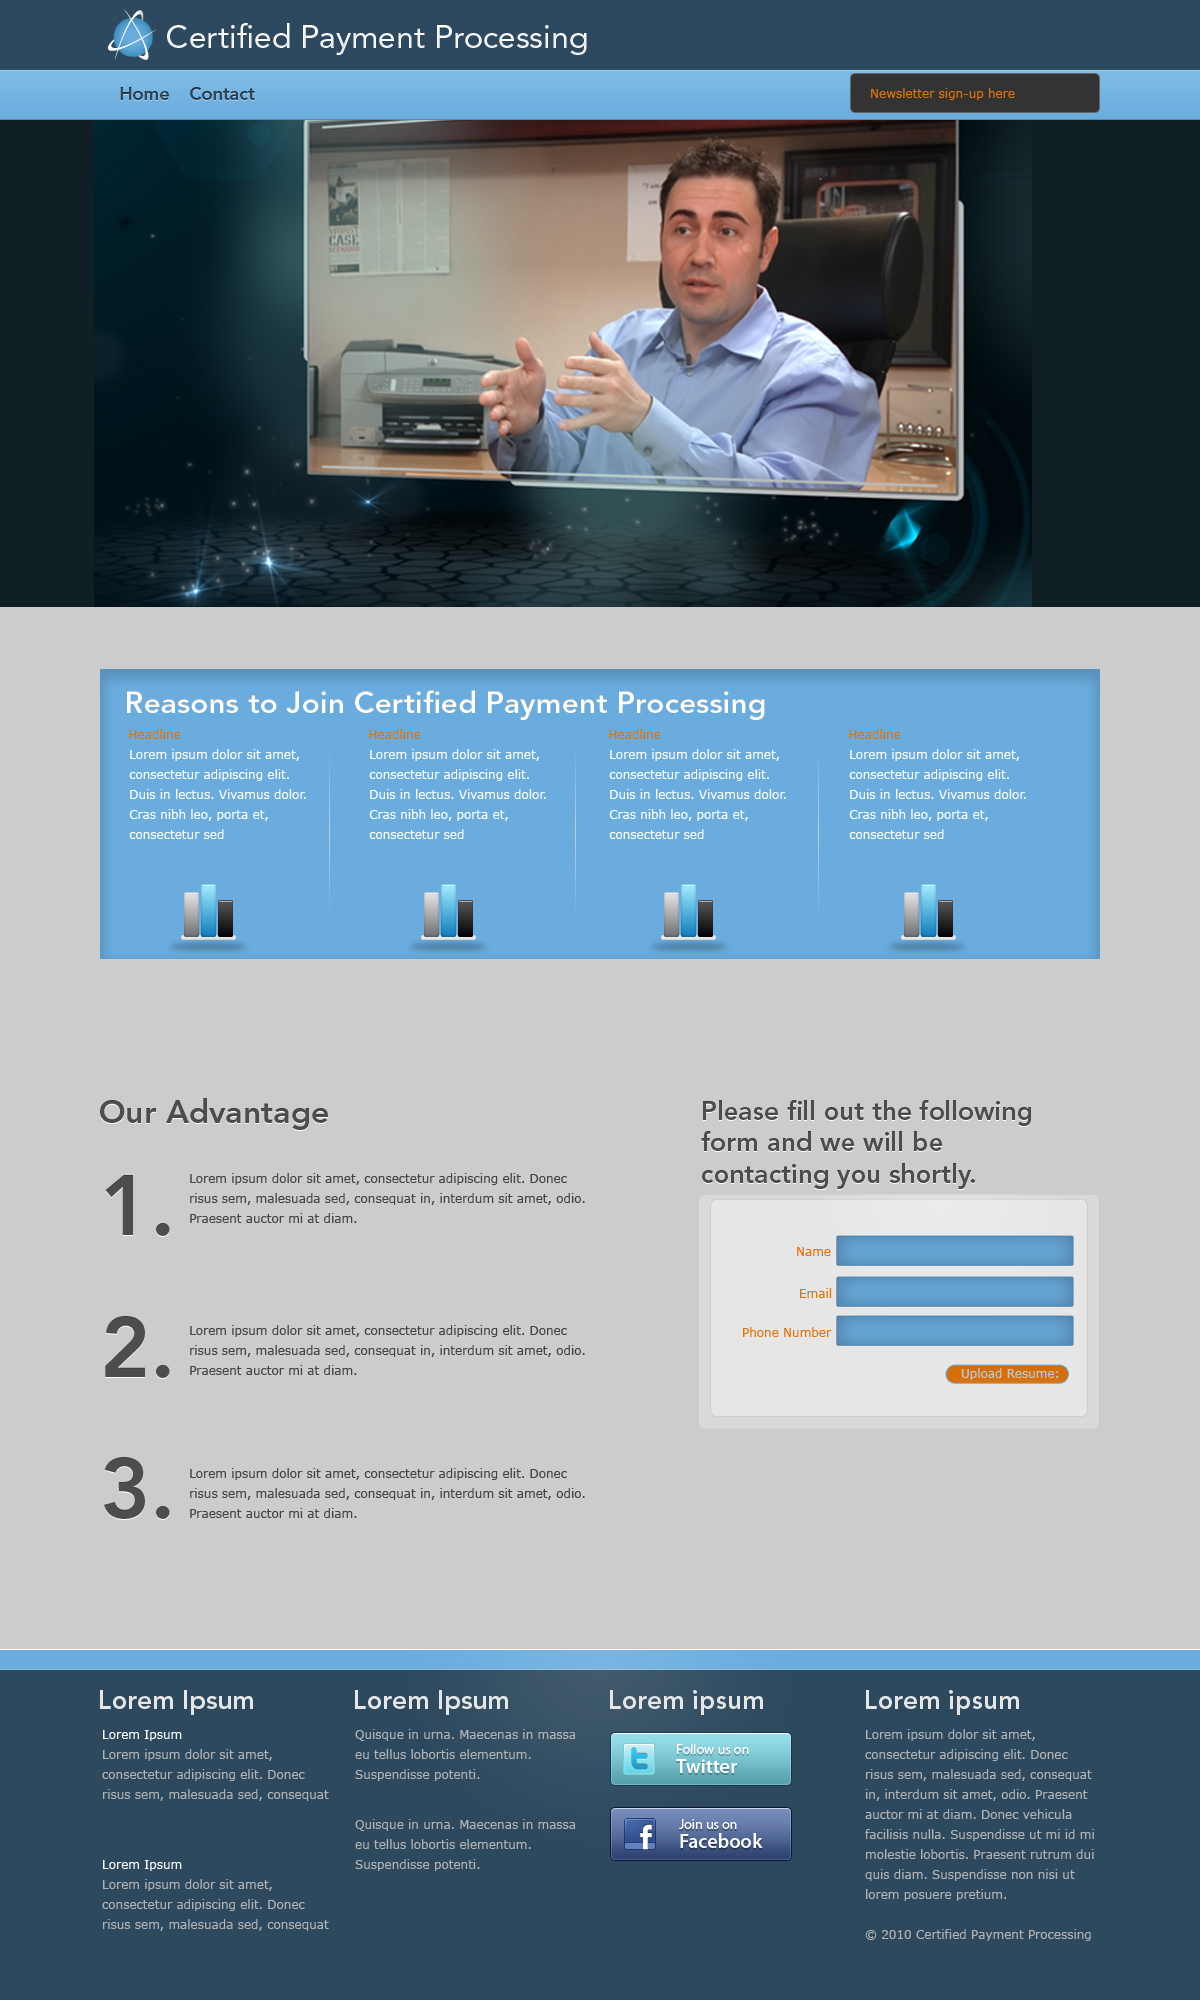 Certified Payment Processing
Home
Contact
Newsletter sign-up here
CASE
"I am
am
Reasons to Join Certified Payment Processing
Headline
Lorem ipsum dolor sit amet,
consectetur adipiscing elit.
Duis in lectus. Vivamus dolor.
Cras nibh leo, porta et,
consectetur sed
Headline
Lorem ipsum dolor sit amet,
consectetur adipiscing elit.
Duis in lectus. Vivamus dolor.
Cras nibh leo, porta et,
consectetur sed
Headline
Lorem ipsum dolor sit amet,
consectetur adipiscing elit.
Duis in lectus. Vivamus dolor.
Cras nibh leo, porta et,
consectetur sed
Headline
Lorem ipsum dolor sit amet,
consectetur adipiscing elit.
Duis in lectus. Vivamus dolor.
Cras nibh leo, porta et,
consectetur sed
Our Advantage
1.
Lorem ipsum dolor sit amet, consectetur adipiscing elit. Donec
risus sem, malesuada sed, consequat in, interdum sit amet, odio.
Praesent auctor mi at diam.
2.
Lorem ipsum dolor sit amet, consectetur adipiscing elit. Donec
risus sem, malesuada sed, consequat in, interdum sit amet, odio.
Praesent auctor mi at diam.
3.
Lorem ipsum dolor sit amet, consectetur adipiscing elit. Donec
risus sem, malesuada sed, consequat in, interdum sit amet, odio.
Praesent auctor mi at diam.
Please fill out the following
form and we will be
contacting you shortly.
Name
Email
Phone Number
Upload Resume:
Lorem Ipsum
Lorem Ipsum
Lorem ipsum dolor sit amet,
consectetur adipiscing elit. Donec
risus sem, malesuada sed, consequat
Lorem Ipsum
Lorem ipsum dolor sit amet,
consectetur adipiscing elit. Donec
risus sem, malesuada sed, consequat
Lorem Ipsum
Quisque in urna. Maecenas in massa
eu tellus lobortis elementum.
Suspendisse potenti.
Quisque in urna. Maecenas in massa
eu tellus lobortis elementum.
Suspendisse potenti.
Lorem ipsum
Follow us on
Twitter
Join us on
Facebook
Lorem ipsum
Lorem ipsum dolor sit amet,
consectetur adipiscing elit. Donec
risus sem, malesuada sed, consequat
in, interdum sit amet, odio. Praesent
auctor mi at diam. Donec vehicula
facilisis nulla. Suspendisse ut mi id mi
molestie lobortis. Praesent rutrum dui
quis diam. Suspendisse non nisi ut
lorem posuere pretium.
© 2010 Certified Payment Processing